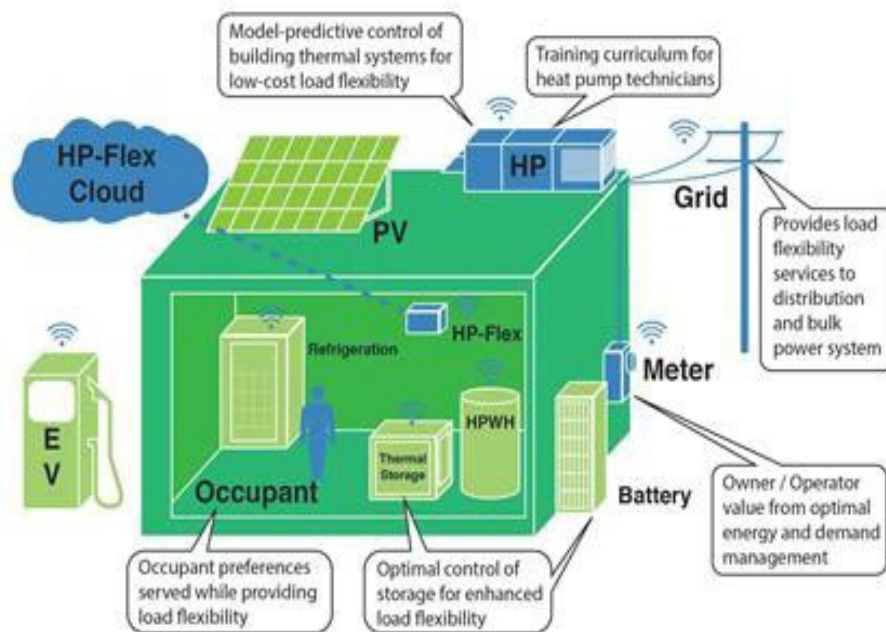 Model-predictive control of
building thermal systems for
low-cost load flexibility
Training curriculum for
heat pump technicians
HP-Flex
Cloud
HP
PV
Grid
Provides load
flexibility
services to
distribution
and bulk
power system
HP-Flex
Refrigeration
Meter
E
V
HPWH
Thermal
Storage
Occupant
Battery
Owner / Operator
value from optimal
energy and demand
management
Occupant preferences
served while providing
load flexibility
Optimal control of
storage for enhanced
load flexibility